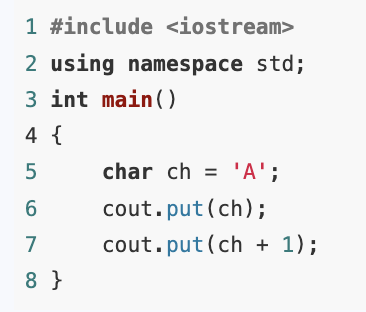 1 #include <iostream>
2 using namespace std;
3 int main()
4 {
5     char ch = 'A';
6     cout.put(ch);
7     cout.put(ch + 1);
8 }